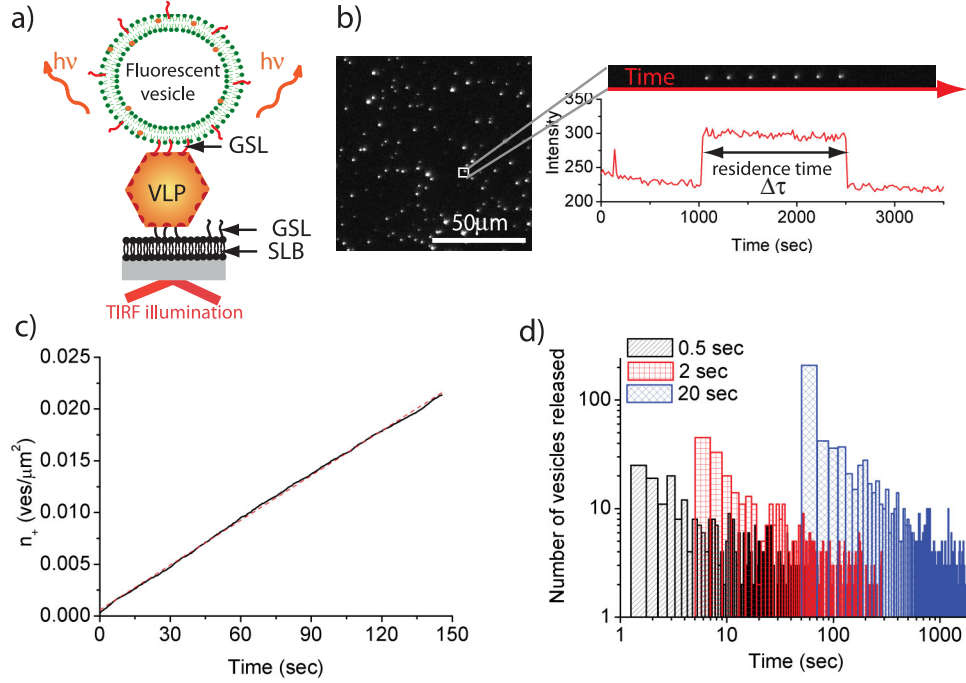 a)
hν
hν
Fluorescent
vesicle
GSL
VLP
GSL
SLB
TIRF illumination
b)
50μm
Time
Intensity
350
300
250
200
residence time
Δτ
0
1000
2000
3000
Time (sec)
c)
n+ (ves/μm²)
0.025
0.020
0.015
0.010
0.005
0.000
0
30
60
90
120
150
Time (sec)
d)
0.5 sec
2 sec
20 sec
Number of vesicles released
100
10
1
1
10
100
1000
Time (sec)